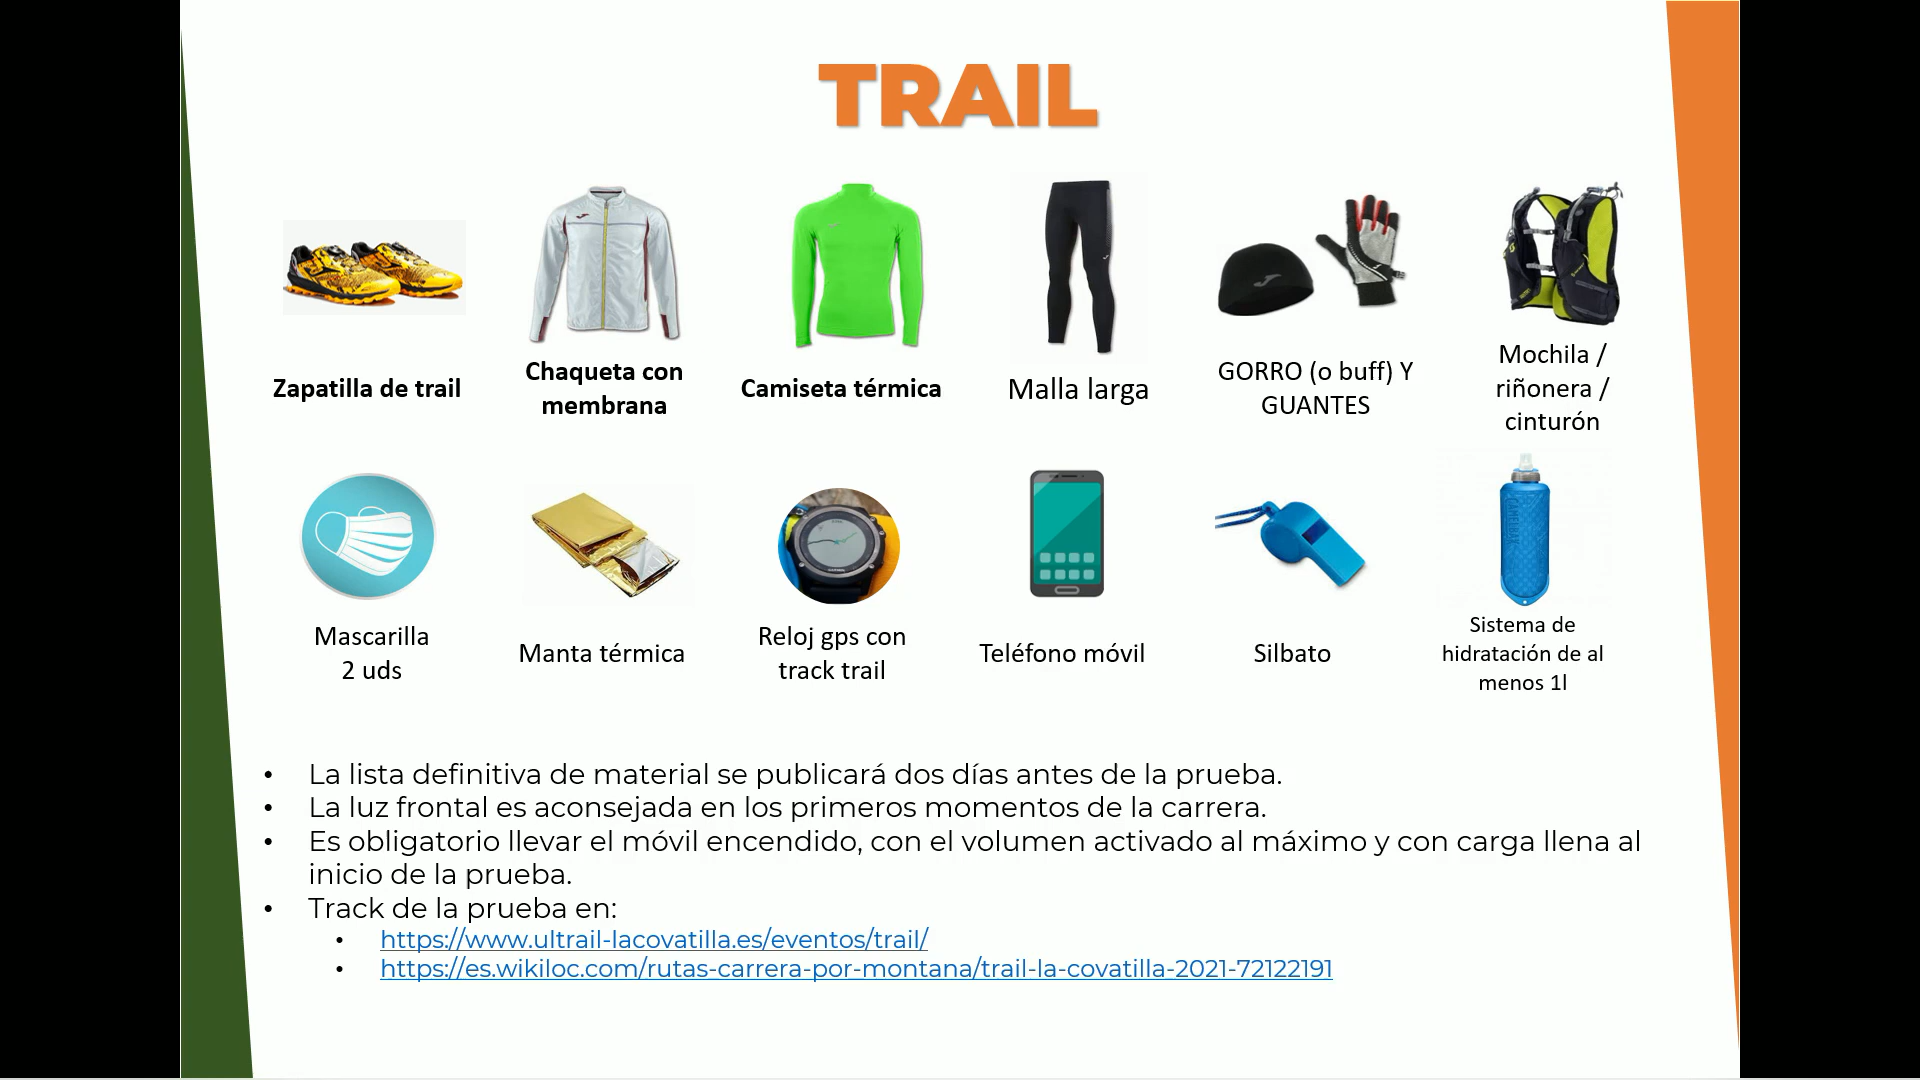 TRAIL
Zapatilla de trail
Chaqueta con
membrana
Camiseta térmica
Malla larga
GORRO (o buff) Y
GUANTES
Mochila /
riñonera /
cinturón
Mascarilla
2 uds
Manta térmica
Reloj gps con
track trail
Teléfono móvil
Silbato
Sistema de
hidratación de al
menos 1l
• La lista definitiva de material se publicará dos días antes de la prueba.
• La luz frontal es aconsejada en los primeros momentos de la carrera.
• Es obligatorio llevar el móvil encendido, con el volumen activado al máximo y con carga llena al
inicio de la prueba.
• Track de la prueba en:
• https://www.ultrail-lacovatilla.es/eventos/trail/
• https://es.wikiloc.com/rutas-carrera-por-montana/trail-la-covatilla-2021-72122191